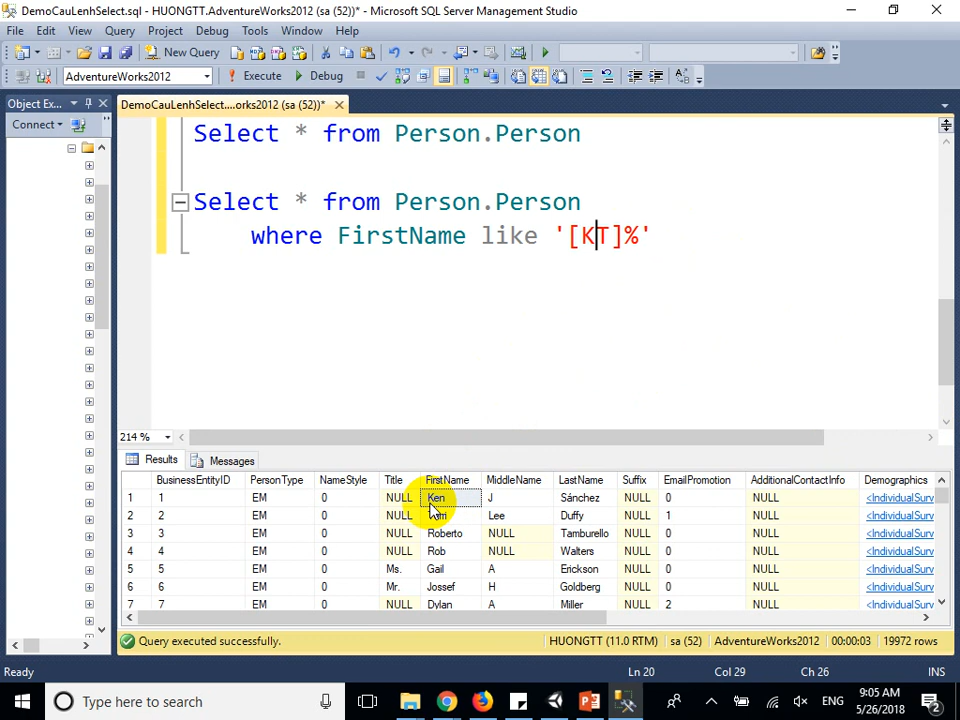 DemoCauLenhSelect.sql - HUONGTT.AdventureWorks2012 (sa (52))* - Microsoft SQL Server Management Studio
File Edit View Query Project Debug Tools Window Help
New Query
AdventureWorks2012 Execute Debug
Object Ex... DemoCauLenhSelect....orks2012 (sa (52))*
Connect
Select * from Person.Person
Select * from Person.Person
where FirstName like '[KT]%'
214 %
Results Messages
BusinessEntityID PersonType NameStyle Title FirstName MiddleName LastName Suffix EmailPromotion AdditionalContactInfo Demographics
1 1 EM 0 NULL Ken J Sánchez NULL 0 NULL <IndividualSurv
2 2 EM 0 NULL Lee Duffy NULL 1 NULL <IndividualSurv
3 3 EM 0 NULL Roberto NULL Tamburello NULL 0 NULL <IndividualSurv
4 4 EM 0 NULL Rob NULL Walters NULL 0 NULL <IndividualSurv
5 5 EM 0 Ms. Gail A Erickson NULL 0 NULL <IndividualSurv
6 6 EM 0 Mr. Jossef H Goldberg NULL 0 NULL <IndividualSurv
7 7 EM 0 NULL Dylan A Miller NULL 2 NULL <IndividualSurv
Query executed successfully. HUONGTT (11.0 RTM) sa (52) AdventureWorks2012 00:00:03 19972 rows
Ready Ln 20 Col 29 Ch 26 INS
Type here to search ENG 9:05 AM
5/26/2018 2